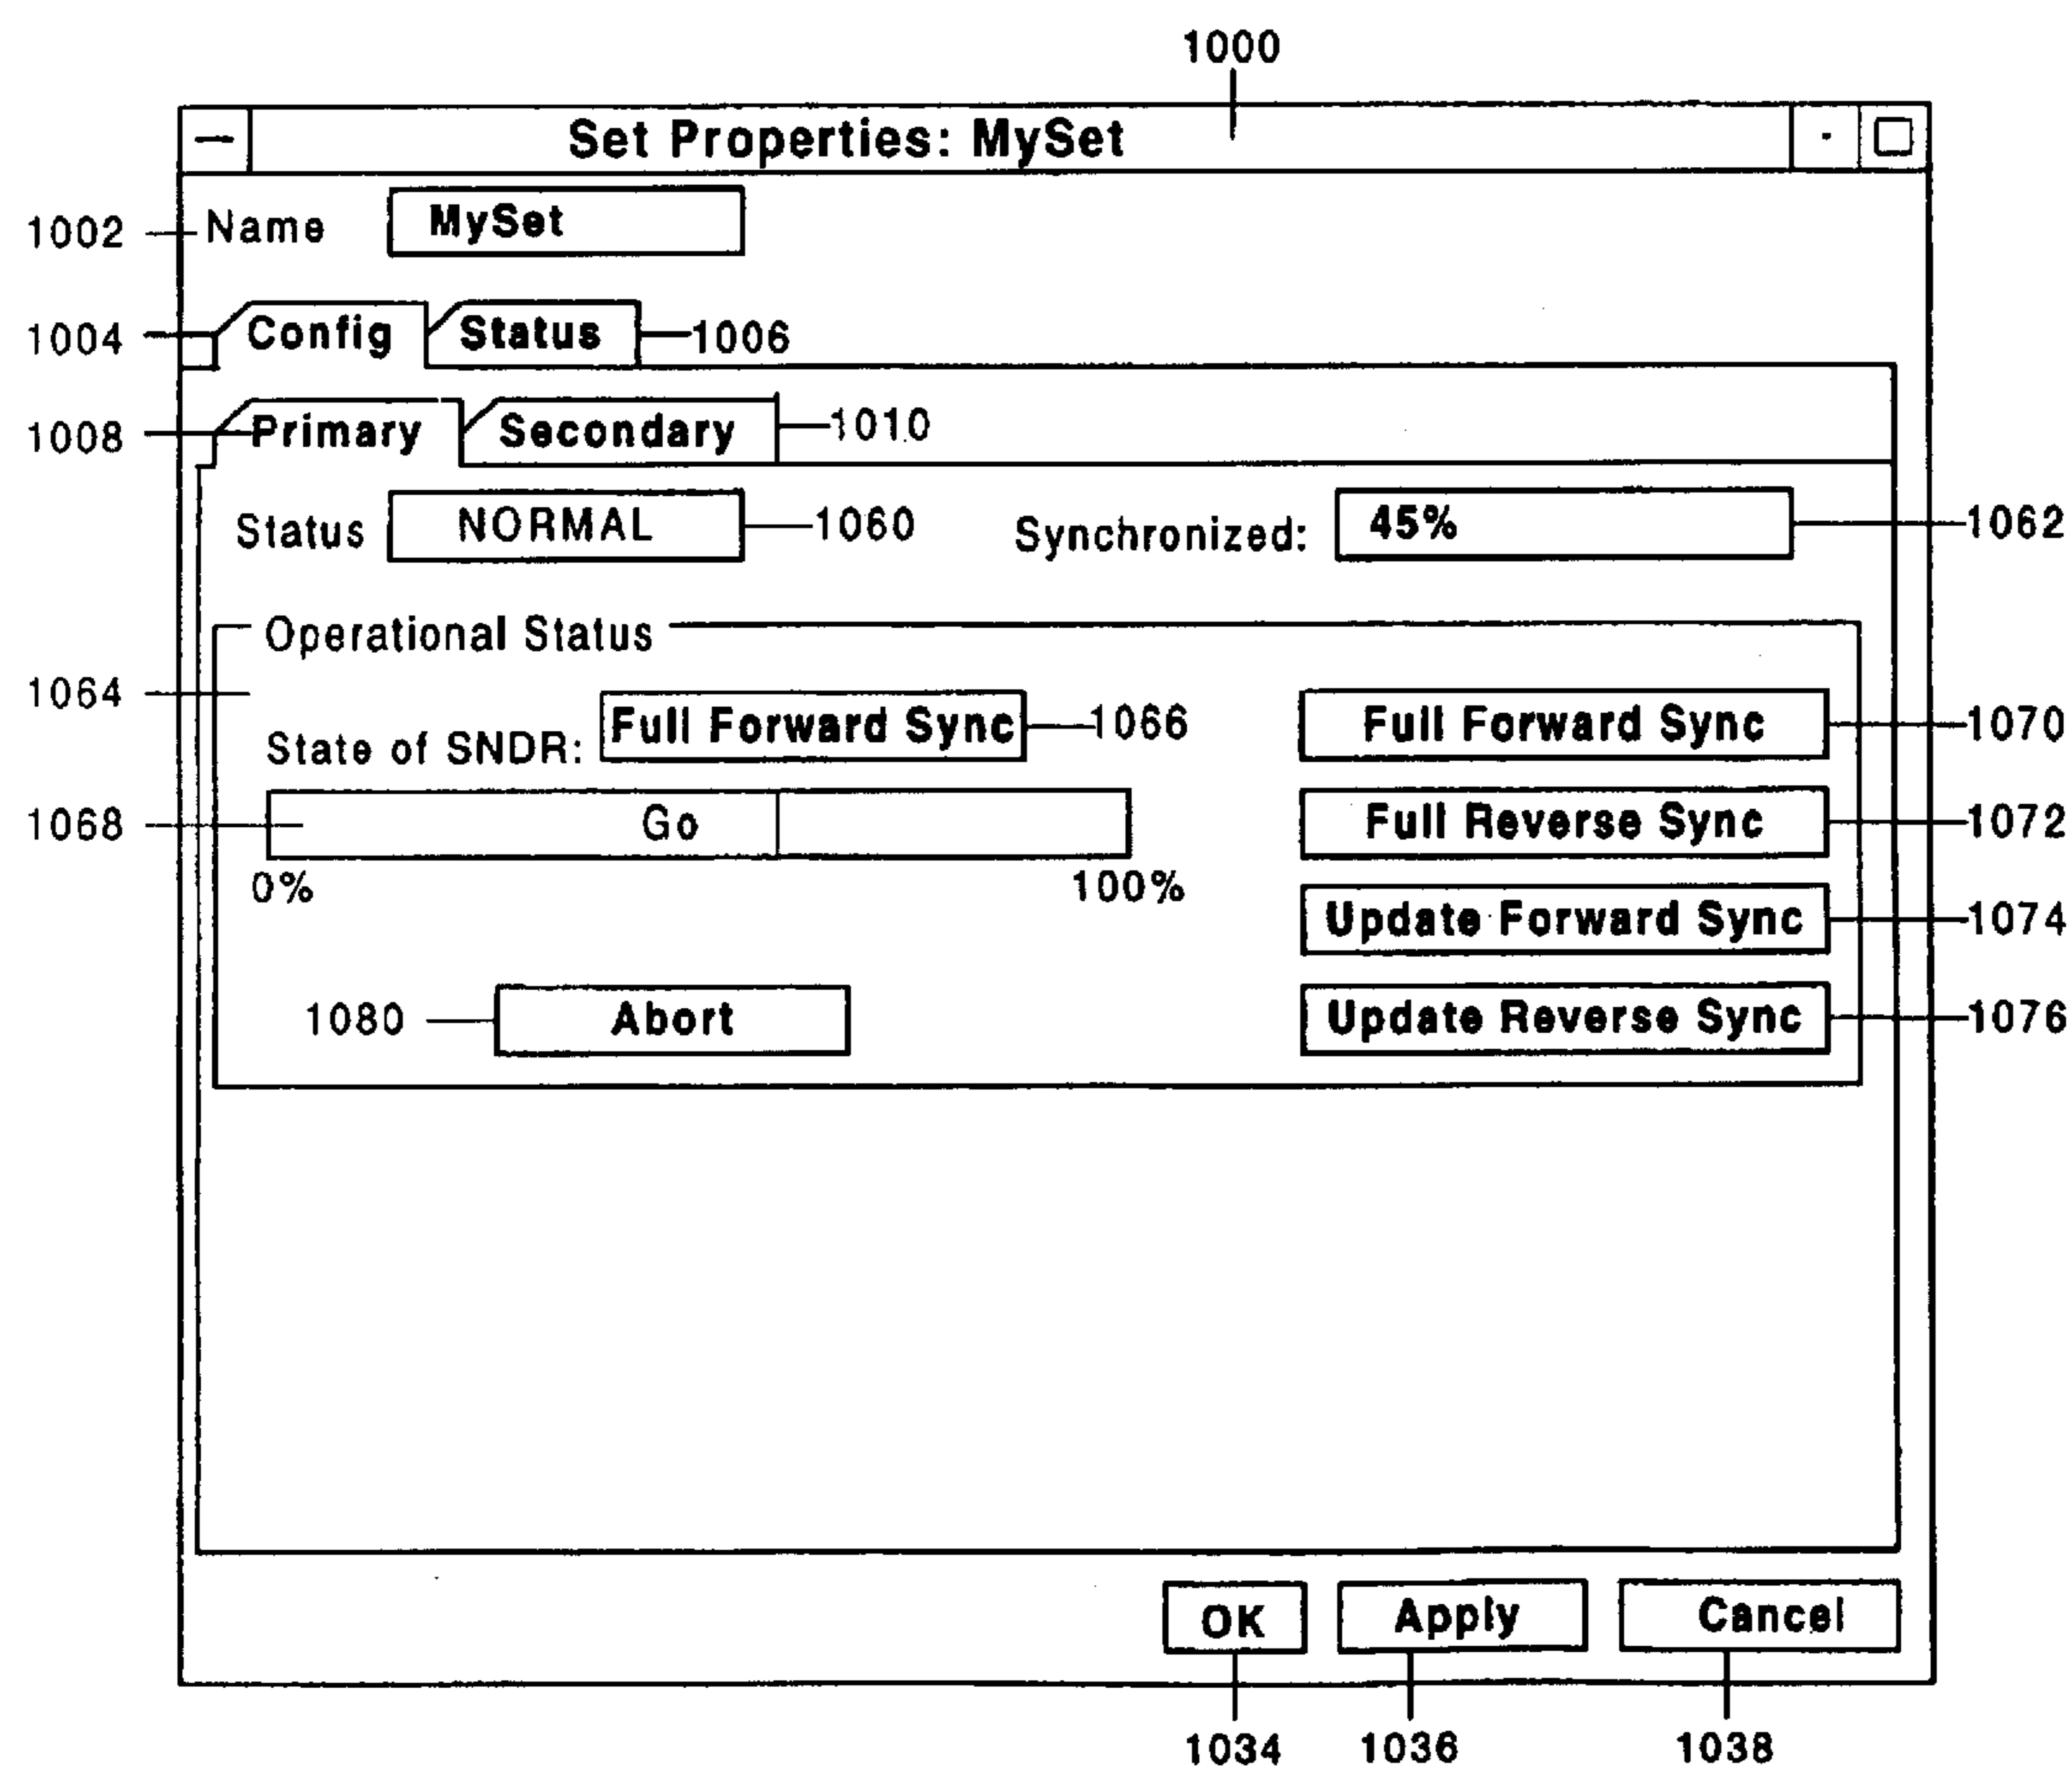 1000
Set Properties: MySet
1002 Name MySet
1004 Config Status 1006
1008 Primary Secondary 1010
Status NORMAL 1060 Synchronized: 45% 1062
Operational Status
1064
State of SNDR: Full Forward Sync 1066 Full Forward Sync 1070
1068 Go Full Reverse Sync 1072
0% 100%
Update Forward Sync 1074
1080 Abort Update Reverse Sync 1076
OK Apply Cancel
1034 1036 1038